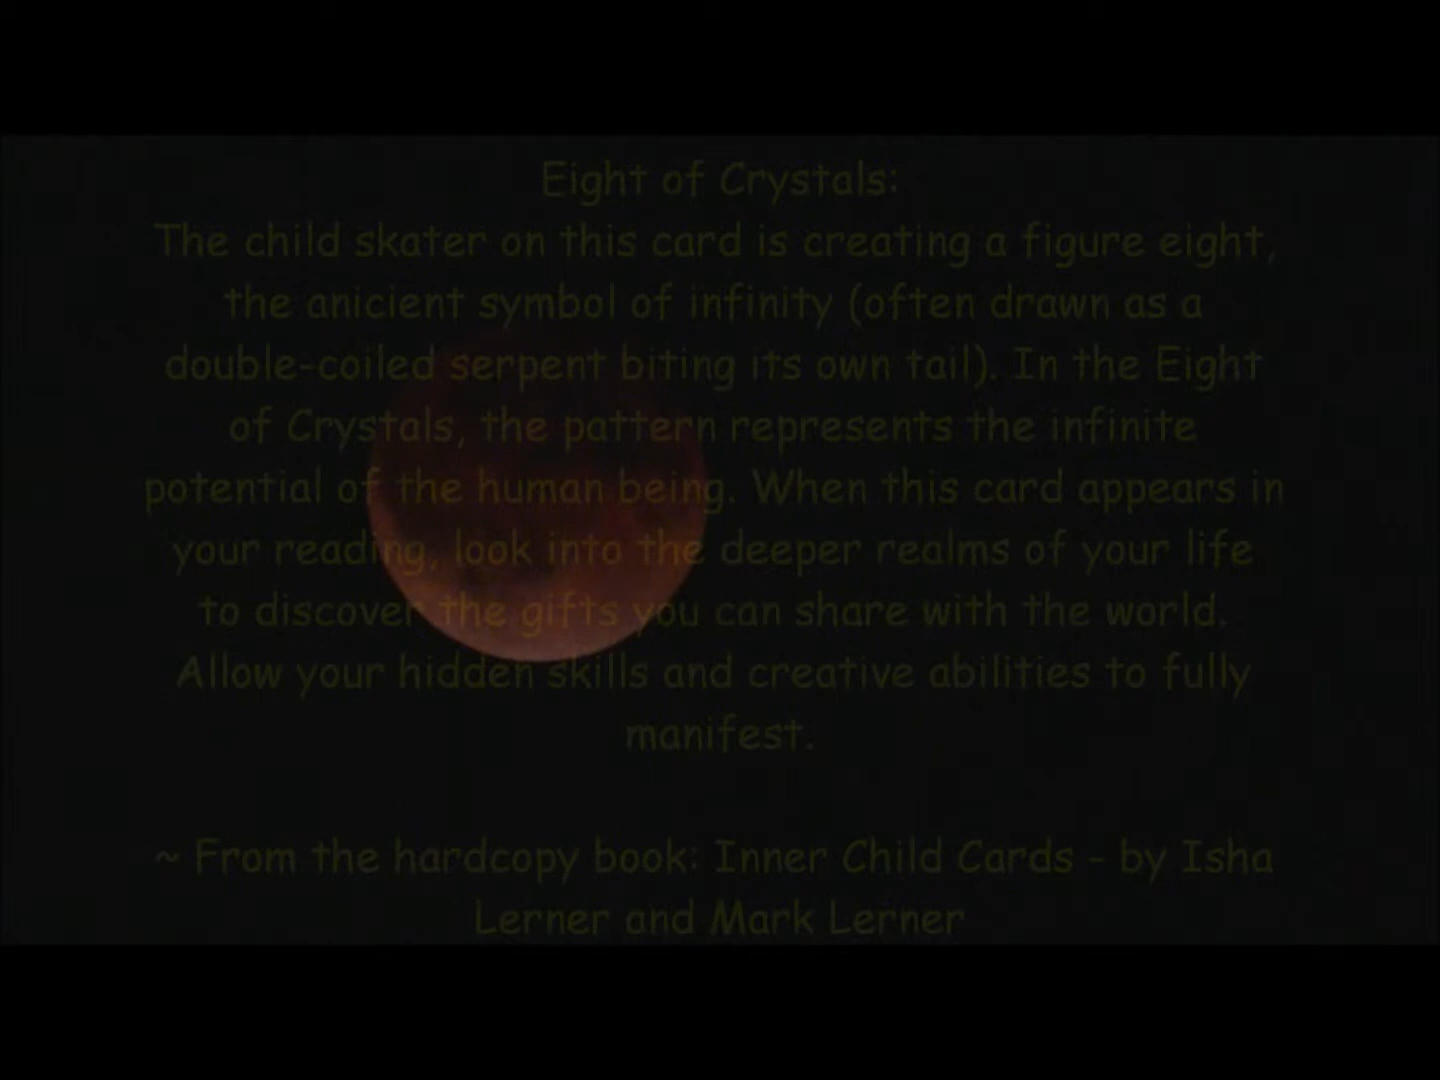 Eight of Crystals:
The child skater on this card is creating a figure eight,
the anicient symbol of infinity (often drawn as a
double-coiled serpent biting its own tail). In the Eight
of Crystals, the pattern represents the infinite
potential of the human being. When this card appears in
your reading, look into the deeper realms of your life
to discover the gifts you can share with the world.
Allow your hidden skills and creative abilities to fully
manifest.
~ From the hardcopy book: Inner Child Cards - by Isha
Lerner and Mark Lerner